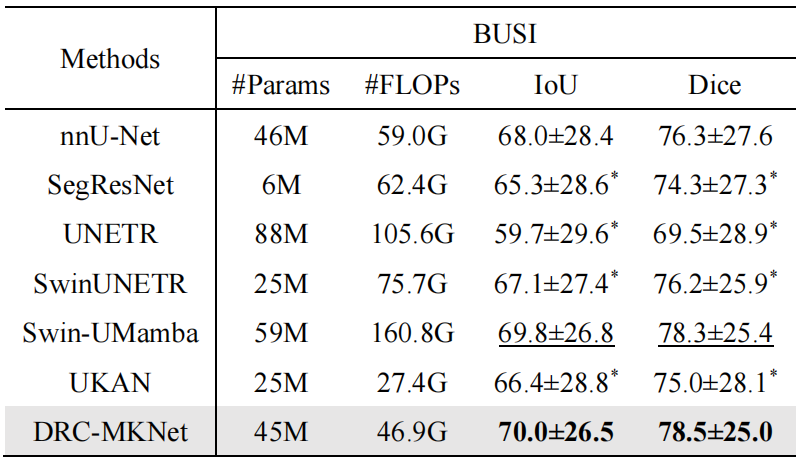 Methods BUSI
#Params #FLOPs IoU Dice
nnU-Net 46M 59.0G 68.0±28.4 76.3±27.6
SegResNet 6M 62.4G 65.3±28.6* 74.3±27.3*
UNETR 88M 105.6G 59.7±29.6* 69.5±28.9*
SwinUNETR 25M 75.7G 67.1±27.4* 76.2±25.9*
Swin-UMamba 59M 160.8G 69.8±26.8 78.3±25.4
UKAN 25M 27.4G 66.4±28.8* 75.0±28.1*
DRC-MKNet 45M 46.9G 70.0±26.5 78.5±25.0